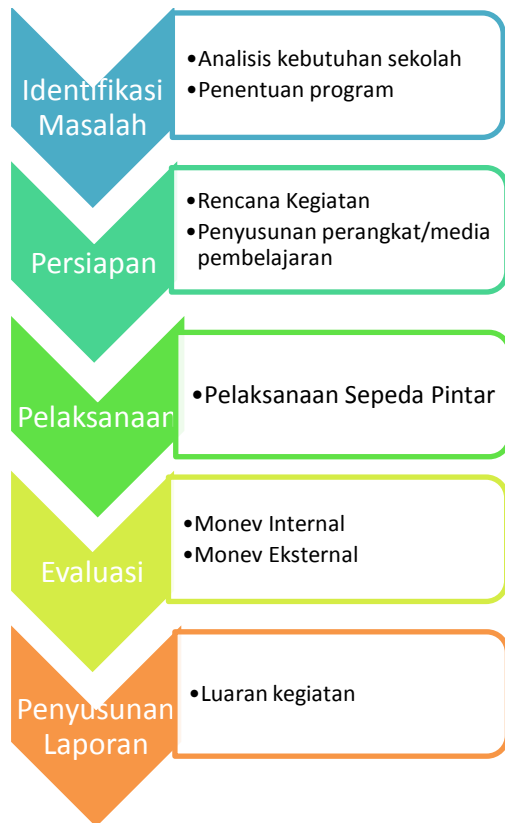 Identifikasi
Masalah
•Analisis kebutuhan sekolah
•Penentuan program
Persiapan
•Rencana Kegiatan
•Penyusunan perangkat/media
pembelajaran
Pelaksanaan
•Pelaksanaan Sepeda Pintar
Evaluasi
•Monev Internal
•Monev Eksternal
Penyusunan
Laporan
•Luaran kegiatan